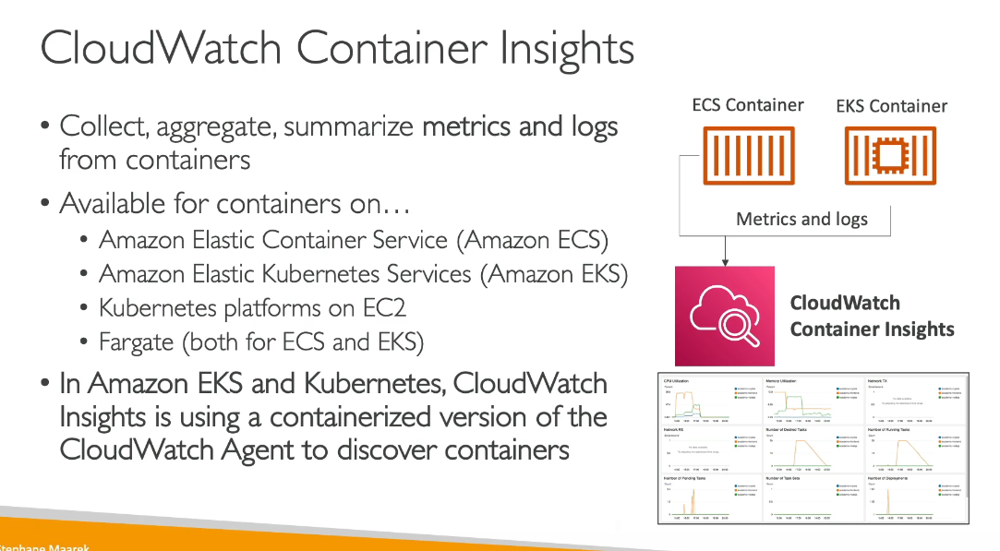 CloudWatch Container Insights
• Collect, aggregate, summarize metrics and logs
from containers
• Available for containers on…
• Amazon Elastic Container Service (Amazon ECS)
• Amazon Elastic Kubernetes Services (Amazon EKS)
• Kubernetes platforms on EC2
• Fargate (both for ECS and EKS)
• In Amazon EKS and Kubernetes, CloudWatch
Insights is using a containerized version of the
CloudWatch Agent to discover containers
ECS Container
EKS Container
Metrics and logs
CloudWatch
Container Insights
CPU Utilization
Memory Utilization
Network TX
Network RX
Number of Desired Tasks
Number of Running Tasks
Number of Pending Tasks
Number of Task Sets
Number of Deployments
Stephane Maarek